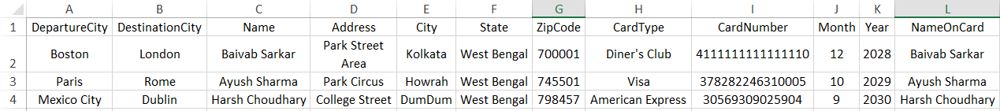 A B C D E F G H I J K L
1 DepartureCity DestinationCity Name Address City State ZipCode CardType CardNumber Month Year NameOnCard
2 Boston London Baivab Sarkar Park Street Area Kolkata West Bengal 700001 Diner's Club 4111111111111110 12 2028 Baivab Sarkar
3 Paris Rome Ayush Sharma Park Circus Howrah West Bengal 745501 Visa 378282246310005 10 2029 Ayush Sharma
4 Mexico City Dublin Harsh Choudhary College Street DumDum West Bengal 798457 American Express 30569309025904 9 2030 Harsh Choudhary